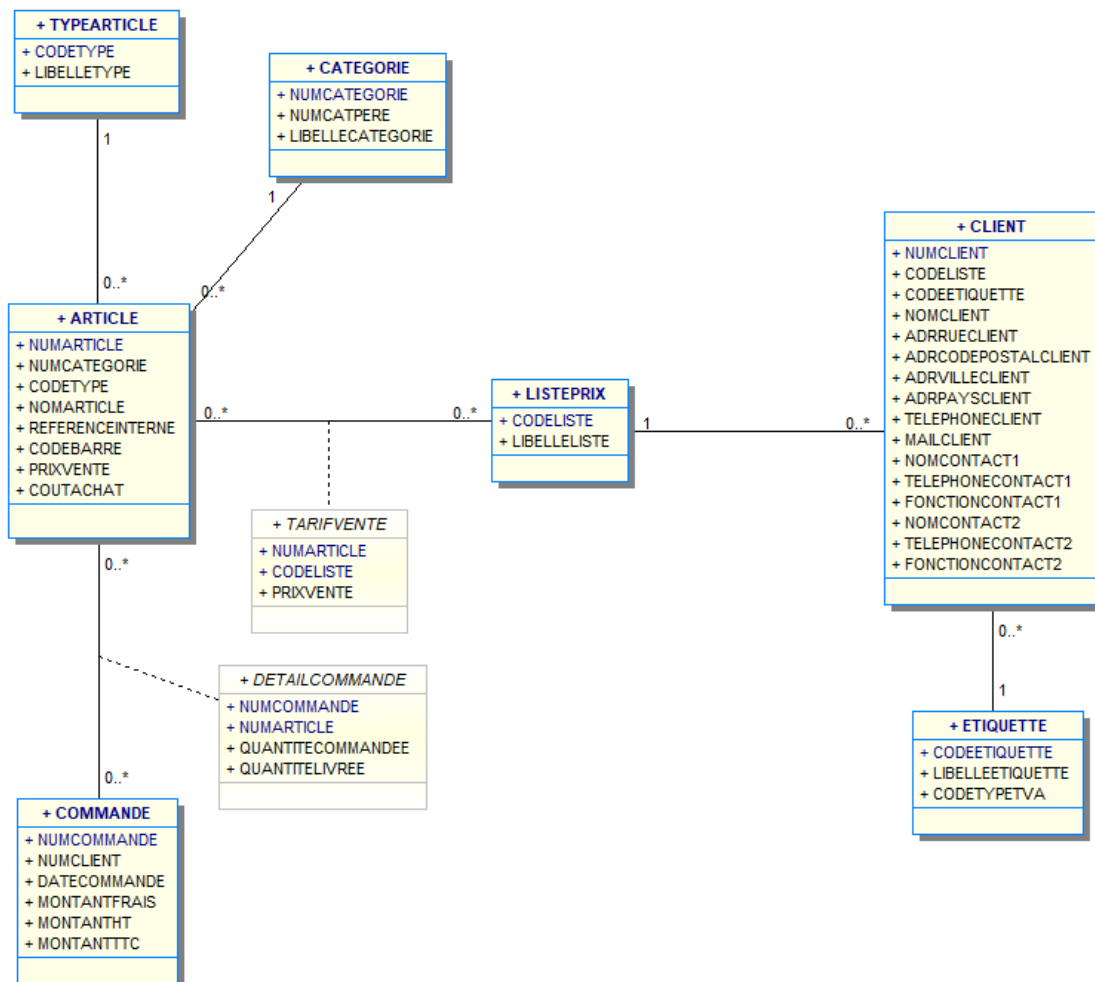 + TYPEARTICLE
+ CODETYPE
+ LIBELLETYPE
1
0..*
+ CATEGORIE
+ NUMCATEGORIE
+ NUMCATPERE
+ LIBELLECATEGORIE
1
0..*
+ ARTICLE
+ NUMARTICLE
+ NUMCATEGORIE
+ CODETYPE
+ NOMARTICLE
+ REFERENCEINTERNE
+ CODEBARRE
+ PRIXVENTE
+ COUTACHAT
0..*
0..*
+ LISTEPRIX
+ CODELISTE
+ LIBELLELISTE
1
0..*
+ CLIENT
+ NUMCLIENT
+ CODELISTE
+ CODEETIQUETTE
+ NOMCLIENT
+ ADRRUECLIENT
+ ADRCODEPOSTALCLIENT
+ ADRVILLECLIENT
+ ADRPAYSCLIENT
+ TELEPHONECLIENT
+ MAILCLIENT
+ NOMCONTACT1
+ TELEPHONECONTACT1
+ FONCTIONCONTACT1
+ NOMCONTACT2
+ TELEPHONECONTACT2
+ FONCTIONCONTACT2
+ TARIFVENTE
+ NUMARTICLE
+ CODELISTE
+ PRIXVENTE
0..*
0..*
+ DETAILCOMMANDE
+ NUMCOMMANDE
+ NUMARTICLE
+ QUANTITECOMMANDEE
+ QUANTITELIVREE
+ COMMANDE
+ NUMCOMMANDE
+ NUMCLIENT
+ DATECOMMANDE
+ MONTANTFRAIS
+ MONTANTHT
+ MONTANTTTC
0..*
1
+ ETIQUETTE
+ CODEETIQUETTE
+ LIBELLEETIQUETTE
+ CODETYPETVA